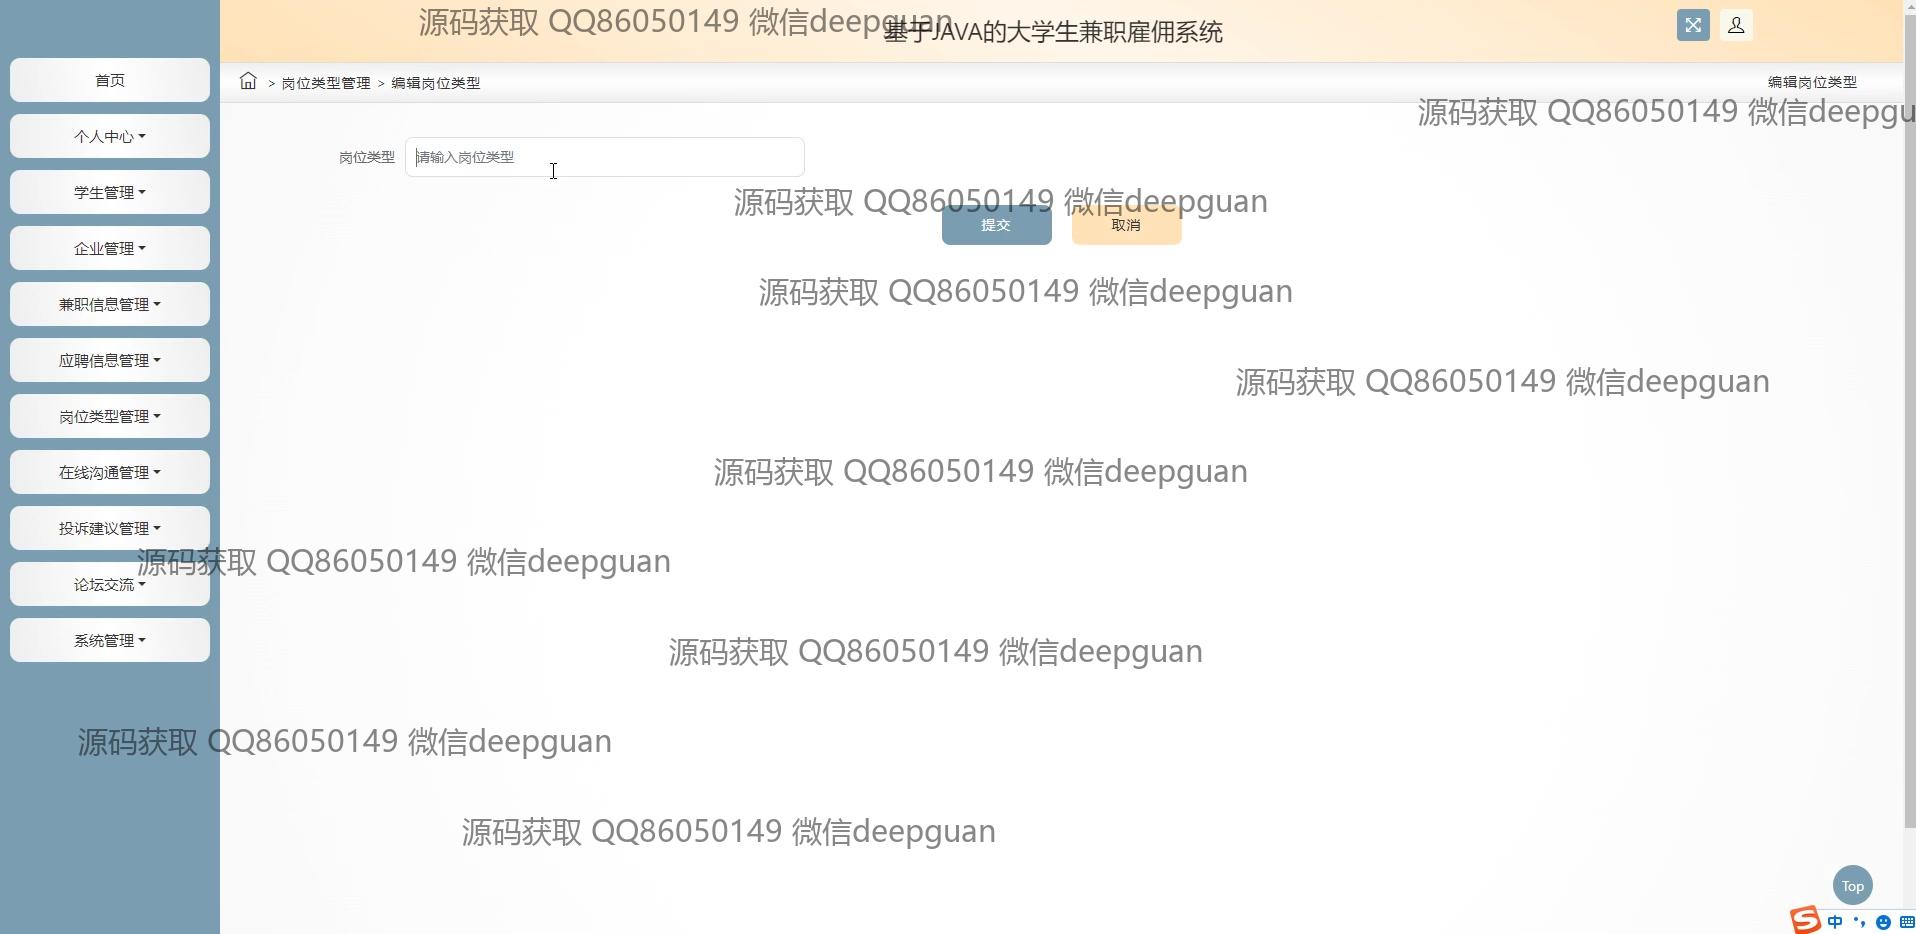 源码获取 QQ86050149 微信deepguan
基于JAVA的大学生兼职雇佣系统
首页
> 岗位类型管理 > 编辑岗位类型
编辑岗位类型
源码获取 QQ86050149 微信deepgu
个人中心
岗位类型 请输入岗位类型
学生管理
源码获取 QQ86050149 微信deepguan
提交 取消
企业管理
源码获取 QQ86050149 微信deepguan
兼职信息管理
应聘信息管理
源码获取 QQ86050149 微信deepguan
岗位类型管理
在线沟通管理
源码获取 QQ86050149 微信deepguan
投诉建议管理
源码获取 QQ86050149 微信deepguan
论坛交流
系统管理
源码获取 QQ86050149 微信deepguan
源码获取 QQ86050149 微信deepguan
源码获取 QQ86050149 微信deepguan
Top
S 中